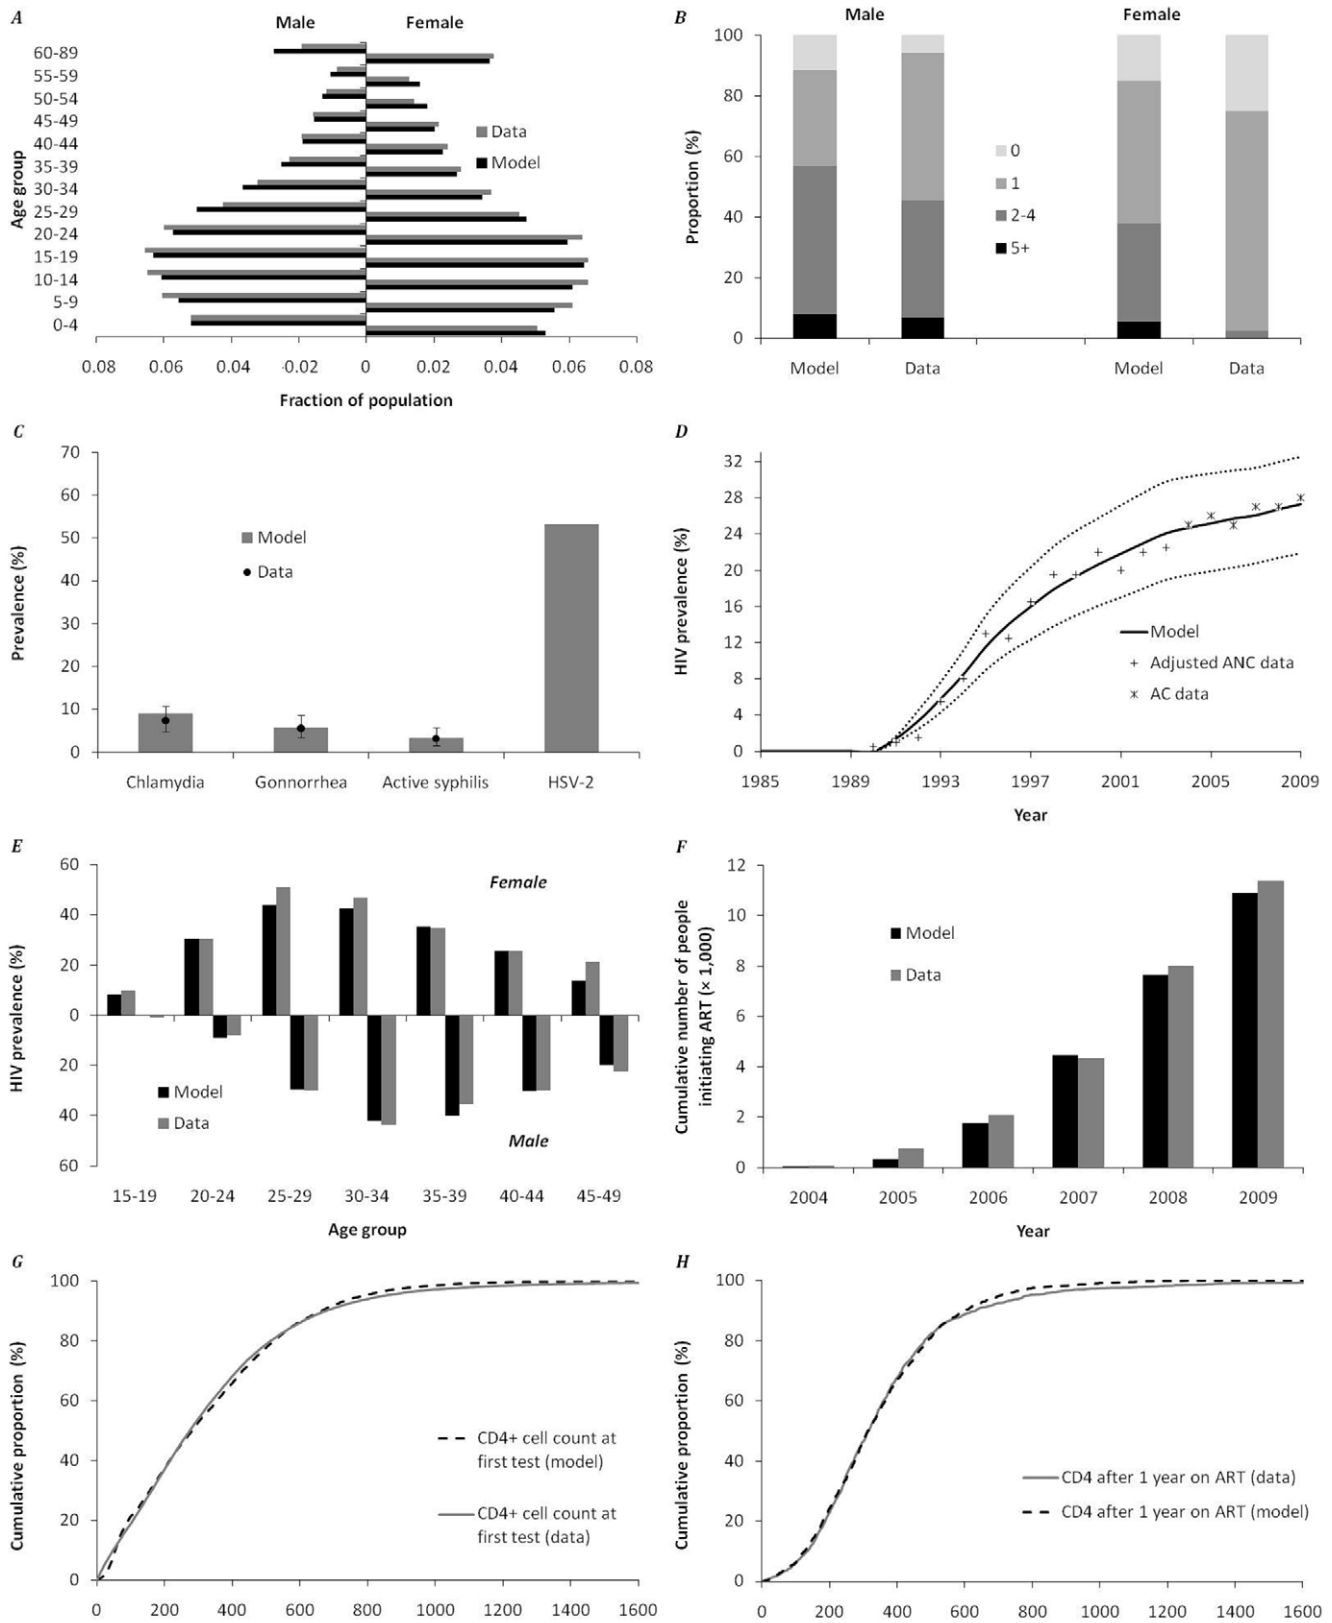 A
Male
Female
60-89
55-59
50-54
45-49
40-44
35-39
30-34
25-29
20-24
15-19
10-14
5-9
0-4
Age group
Data
Model
0.08 0.06 0.04 0.02 0 0.02 0.04 0.06 0.08
Fraction of population
B
Male
Female
100
80
60
40
20
0
Proportion (%)
0
1
2-4
5+
Model Data Model Data
C
70
60
50
40
30
20
10
0
Prevalence (%)
Model
Data
Chlamydia Gonnorrhea Active syphilis HSV-2
D
32
28
24
20
16
12
8
4
0
HIV prevalence (%)
Model
Adjusted ANC data
AC data
1985 1989 1993 1997 2001 2005 2009
Year
E
60
40
20
0
20
40
60
HIV prevalence (%)
Female
Model
Data
Male
15-19 20-24 25-29 30-34 35-39 40-44 45-49
Age group
F
12
10
8
6
4
2
0
Cumulative number of people
initiating ART (× 1,000)
Model
Data
2004 2005 2006 2007 2008 2009
Year
G
100
80
60
40
20
0
Cumulative proportion (%)
CD4+ cell count at
first test (model)
CD4+ cell count at
first test (data)
0 200 400 600 800 1000 1200 1400 1600
H
100
80
60
40
20
0
Cumulative proportion (%)
CD4 after 1 year on ART (data)
CD4 after 1 year on ART (model)
0 200 400 600 800 1000 1200 1400 1600